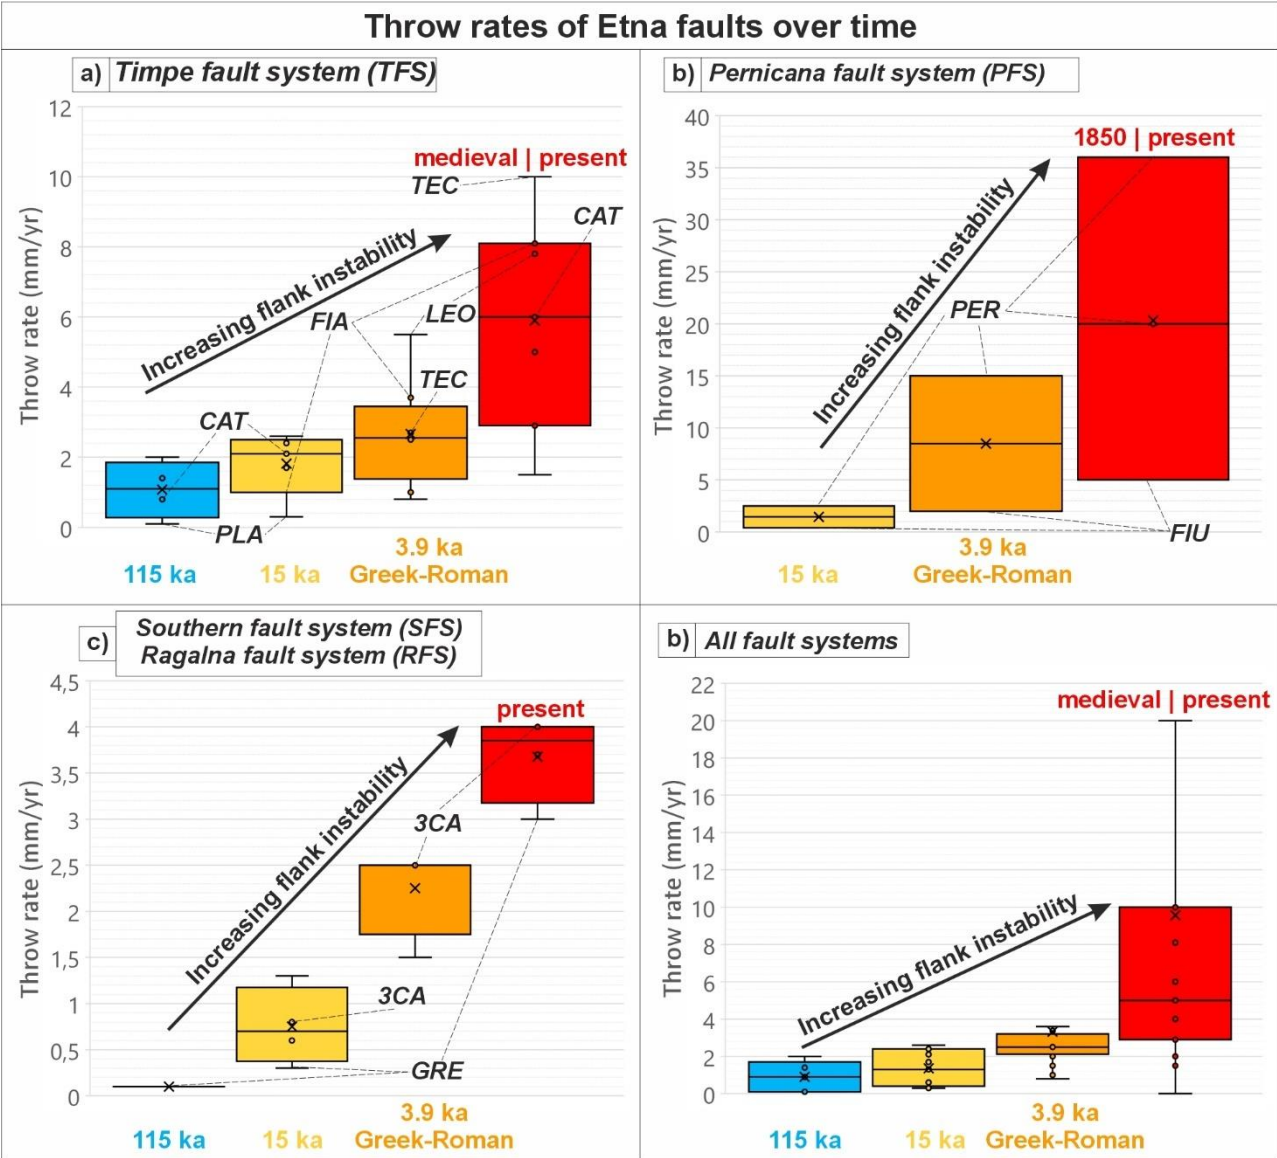 Throw rates of Etna faults over time
a) Timpe fault system (TFS)
12
10
8
6
4
2
0
Throw rate (mm/yr)
medieval | present
TEC
CAT
Increasing flank instability
FIA
LEO
TEC
CAT
PLA
115 ka
15 ka
3.9 ka
Greek-Roman
b) Pernicana fault system (PFS)
40
35
30
25
20
15
10
5
0
Throw rate (mm/yr)
1850 | present
Increasing flank instability
PER
FIU
15 ka
3.9 ka
Greek-Roman
c) Southern fault system (SFS)
Ragalna fault system (RFS)
4,5
4
3,5
3
2,5
2
1,5
1
0,5
0
Throw rate (mm/yr)
present
Increasing flank instability
3CA
3CA
GRE
115 ka
15 ka
3.9 ka
Greek-Roman
b) All fault systems
22
20
18
16
14
12
10
8
6
4
2
0
Throw rate (mm/yr)
medieval | present
Increasing flank instability
115 ka
15 ka
3.9 ka
Greek-Roman